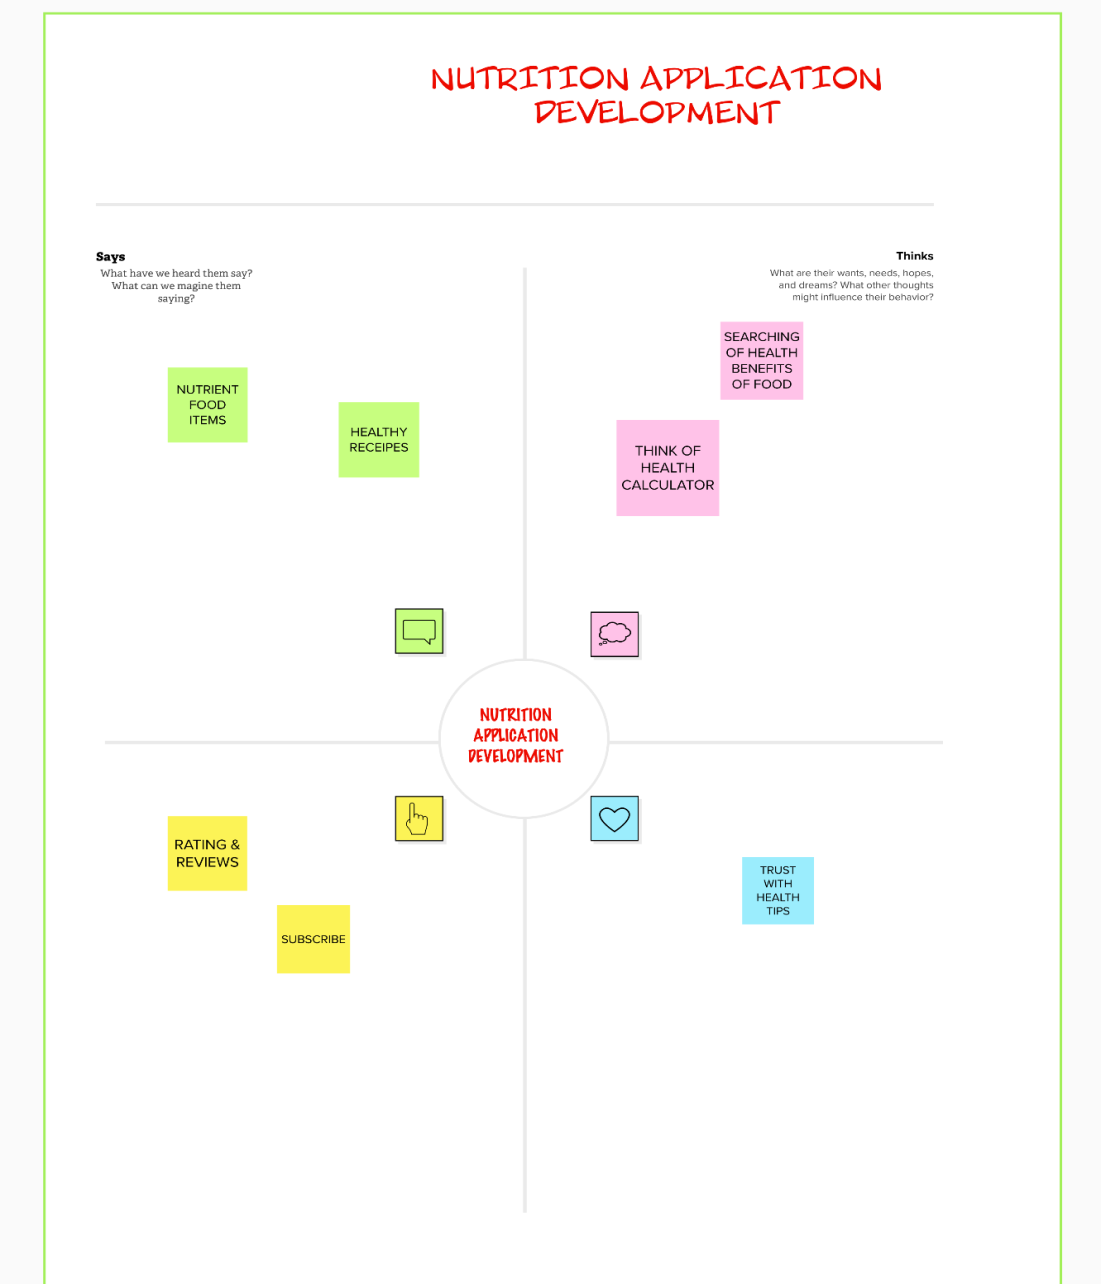 NUTRITION APPLICATION
DEVELOPMENT
Says
What have we heard them say?
What can we magine them
saying?
Thinks
What are their wants, needs, hopes,
and dreams? What other thoughts
might influence their behavior?
NUTRIENT
FOOD
ITEMS
HEALTHY
RECEIPES
SEARCHING
OF HEALTH
BENEFITS
OF FOOD
THINK OF
HEALTH
CALCULATOR
NUTRITION
APPLICATION
DEVELOPMENT
RATING &
REVIEWS
SUBSCRIBE
TRUST
WITH
HEALTH
TIPS